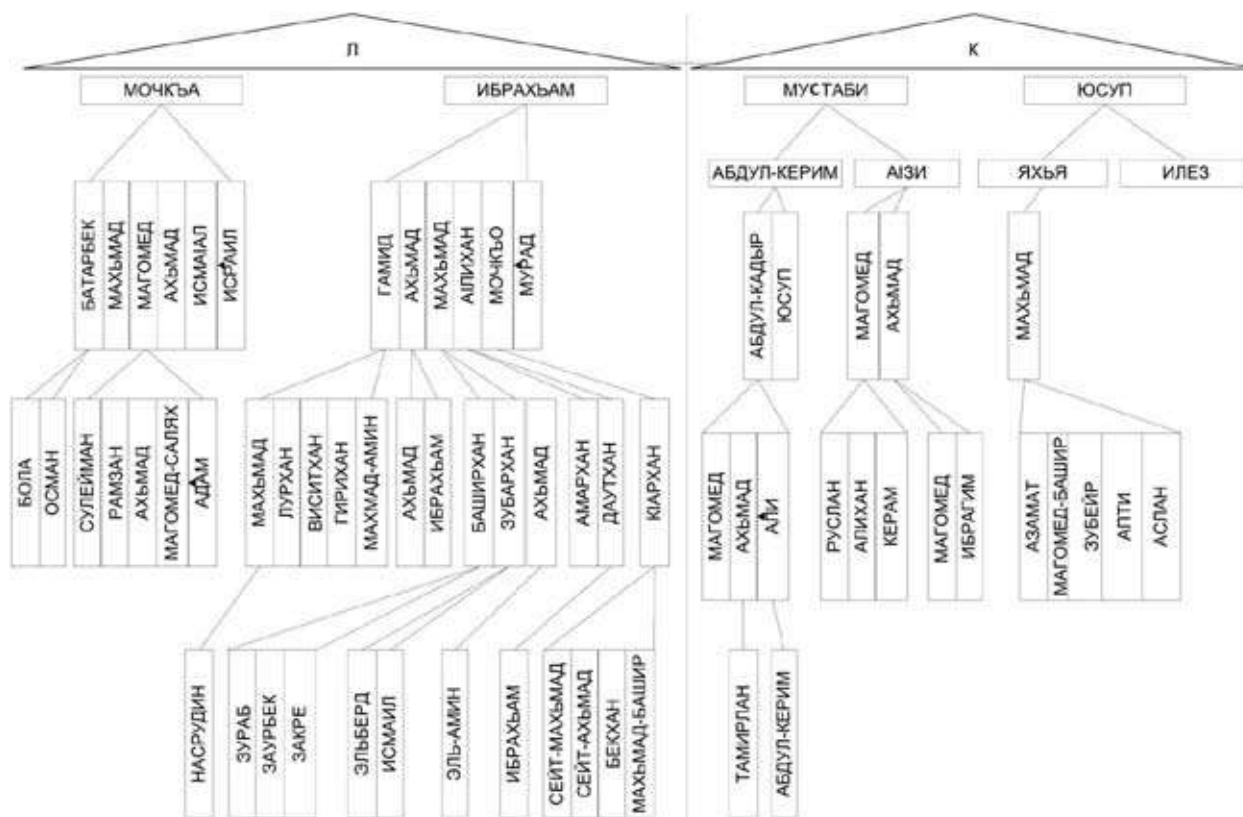 Л
К
МОЧКЪА
ИБРАХЬАМ
МУСТАБИ
ЮСУП
АБДУЛ-КЕРИМ
АІЗИ
ЯХЬЯ
ИЛЕЗ
БАТАРБЕК
МАХЬМАД
МАГОМЕД
АХЬМАД
ИСМАІАЛ
ИСРАИЛ
ГАМИД
АХЬМАД
МАХЬМАД
АІЛИХАН
МОЧКЪО
МУРАД
АБДУЛ-КАДЫР
ЮСУП
МАГОМЕД
АХЬМАД
МАХЬМАД
БОЛА
ОСМАН
СУЛЕЙМАН
РАМЗАН
АХЬМАД
МАГОМЕД-САЛЯХ
АДАМ
МАХЬМАД
ЛУРХАН
ВИСИТХАН
ГИРИХАН
МАХМАД-АМИН
АХЬМАД
ИБРАХЬАМ
БАШИРХАН
ЗУБАРХАН
АХЬМАД
АМАРХАН
ДАУТХАН
КІАРХАН
МАГОМЕД
АХЬМАД
АЛИ
РУСЛАН
АЛИХАН
КЕРАМ
МАГОМЕД
ИБРАГИМ
АЗАМАТ
МАГОМЕД-БАШИР
ЗУБЕЙР
АПТИ
АСЛАН
НАСРУДИН
ЗУРАБ
ЗАУРБЕК
ЗАКРЕ
ЭЛЬБЕРД
ИСМАИЛ
ЭЛЬ-АМИН
ИБРАХЬАМ
СЕЙТ-МАХЬМАД
СЕЙТ-АХЬМАД
БЕКХАН
МАХЬМАД-БАШИР
ТАМИРЛАН
АБДУЛ-КЕРИМ